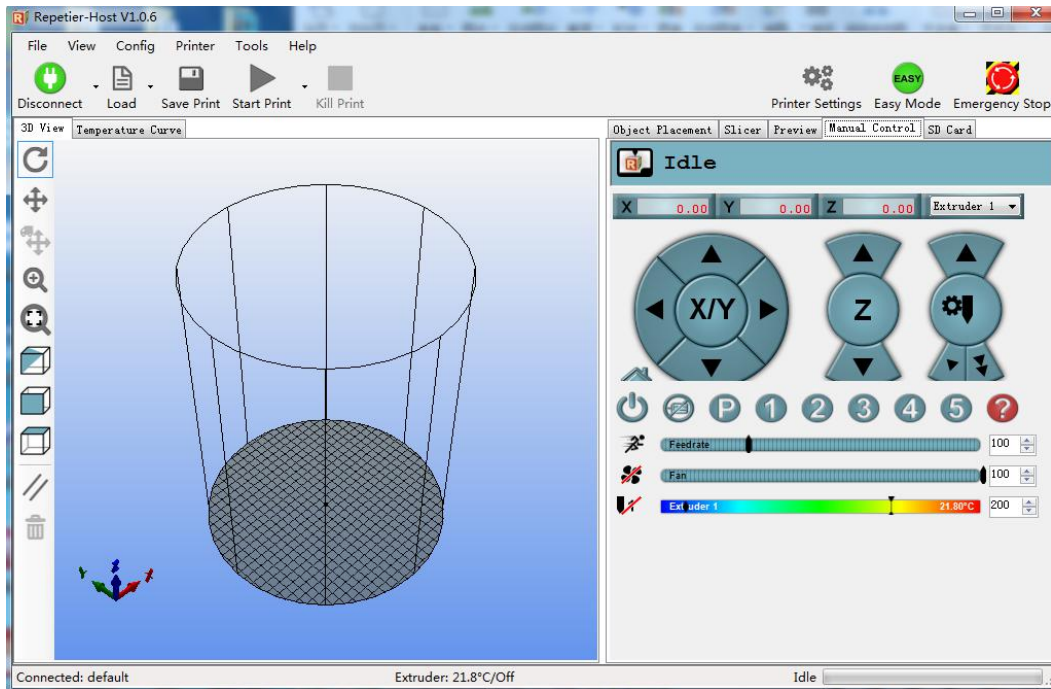 Repetier-Host V1.0.6
File View Config Printer Tools Help
Disconnect Load Save Print Start Print Kill Print Printer Settings Easy Mode Emergency Stop
EASY
3D View Temperature Curve
Object Placement Slicer Preview Manual Control SD Card
Idle
X 0.00 Y 0.00 Z 0.00 Extruder 1
X/Y Z
P 1 2 3 4 5 ?
Feedrate 100
Fan 100
Extruder 1 21.80°C 200
Y Z X
Connected: default Extruder: 21.8°C/Off Idle